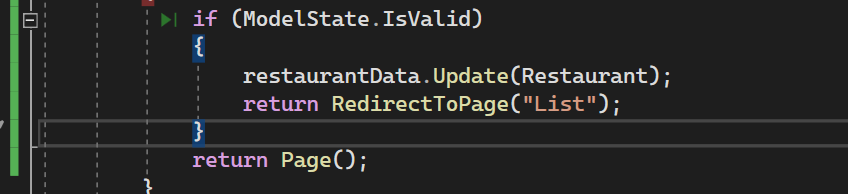 if (ModelState.IsValid)
{
restaurantData.Update(Restaurant);
return RedirectToPage("List");
}
return Page();
}